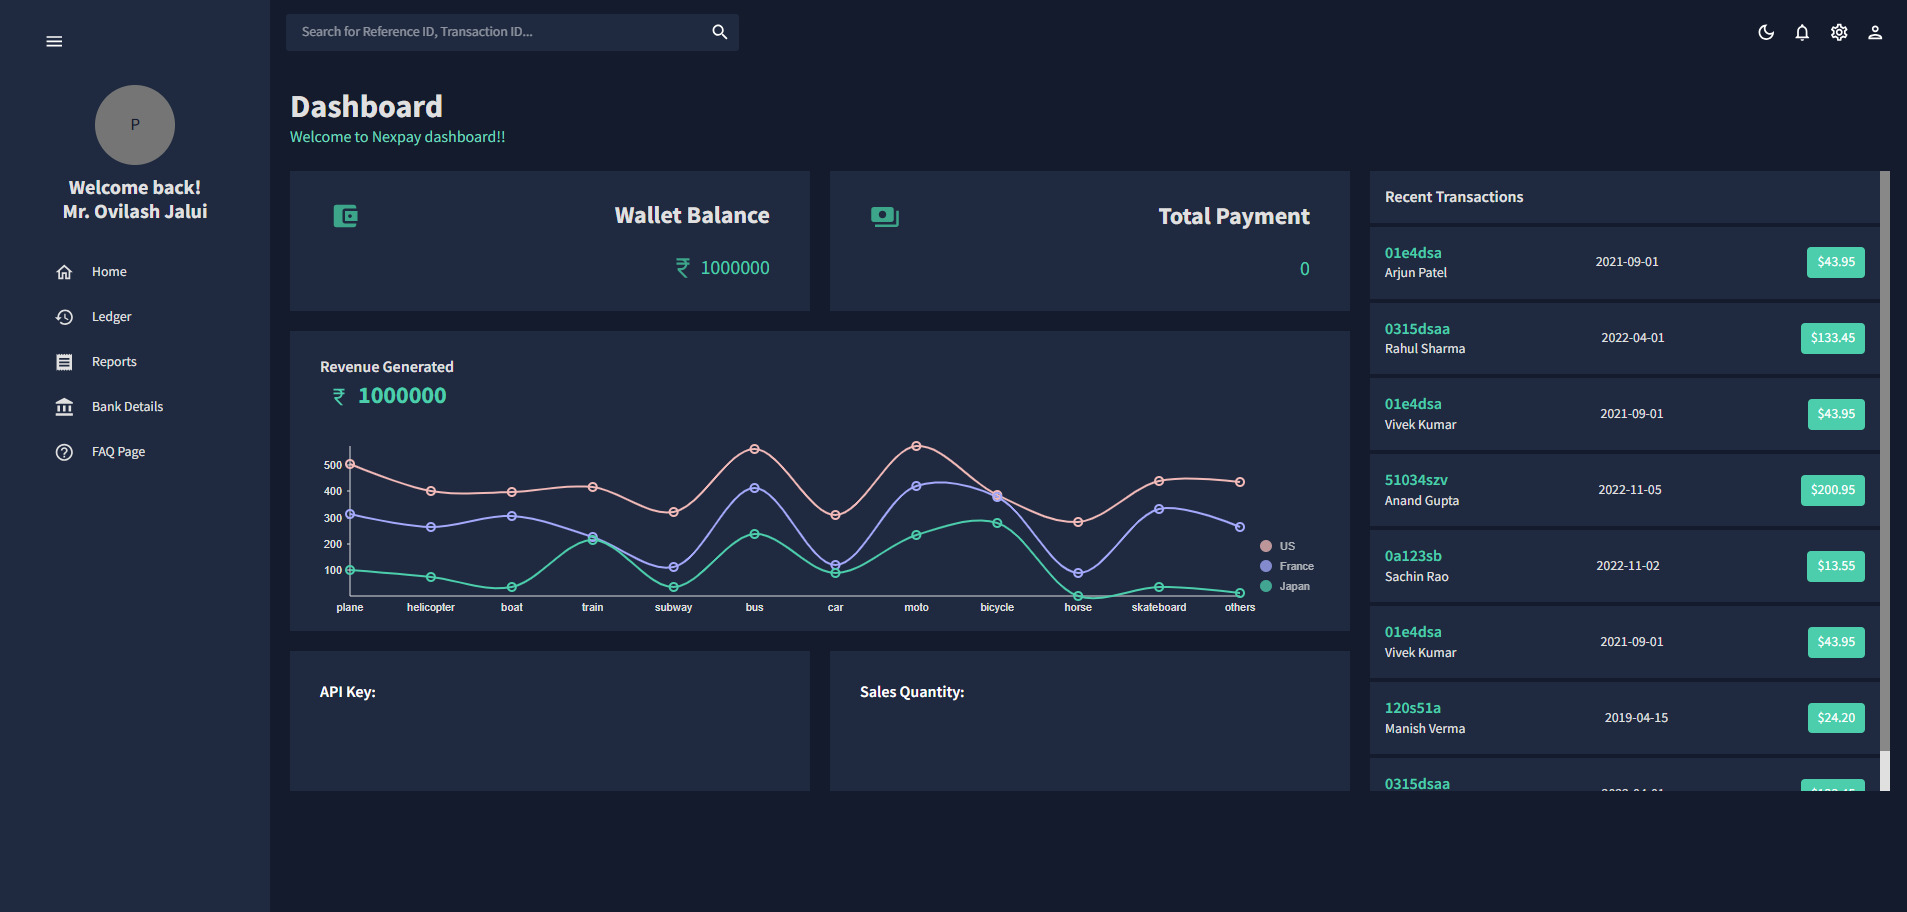 Search for Reference ID, Transaction ID...
P
Welcome back!
Mr. Ovilash Jalui
Home
Ledger
Reports
Bank Details
FAQ Page
Dashboard
Welcome to Nexpay dashboard!!
Wallet Balance
₹ 1000000
Total Payment
0
Revenue Generated
₹ 1000000
500
400
300
200
100
plane helicopter boat train subway bus car moto bicycle horse skateboard others
US
France
Japan
API Key:
Sales Quantity:
Recent Transactions
01e4dsa
Arjun Patel
2021-09-01
$43.95
0315dsaa
Rahul Sharma
2022-04-01
$133.45
01e4dsa
Vivek Kumar
2021-09-01
$43.95
51034szv
Anand Gupta
2022-11-05
$200.95
0a123sb
Sachin Rao
2022-11-02
$13.55
01e4dsa
Vivek Kumar
2021-09-01
$43.95
120s51a
Manish Verma
2019-04-15
$24.20
0315dsaa